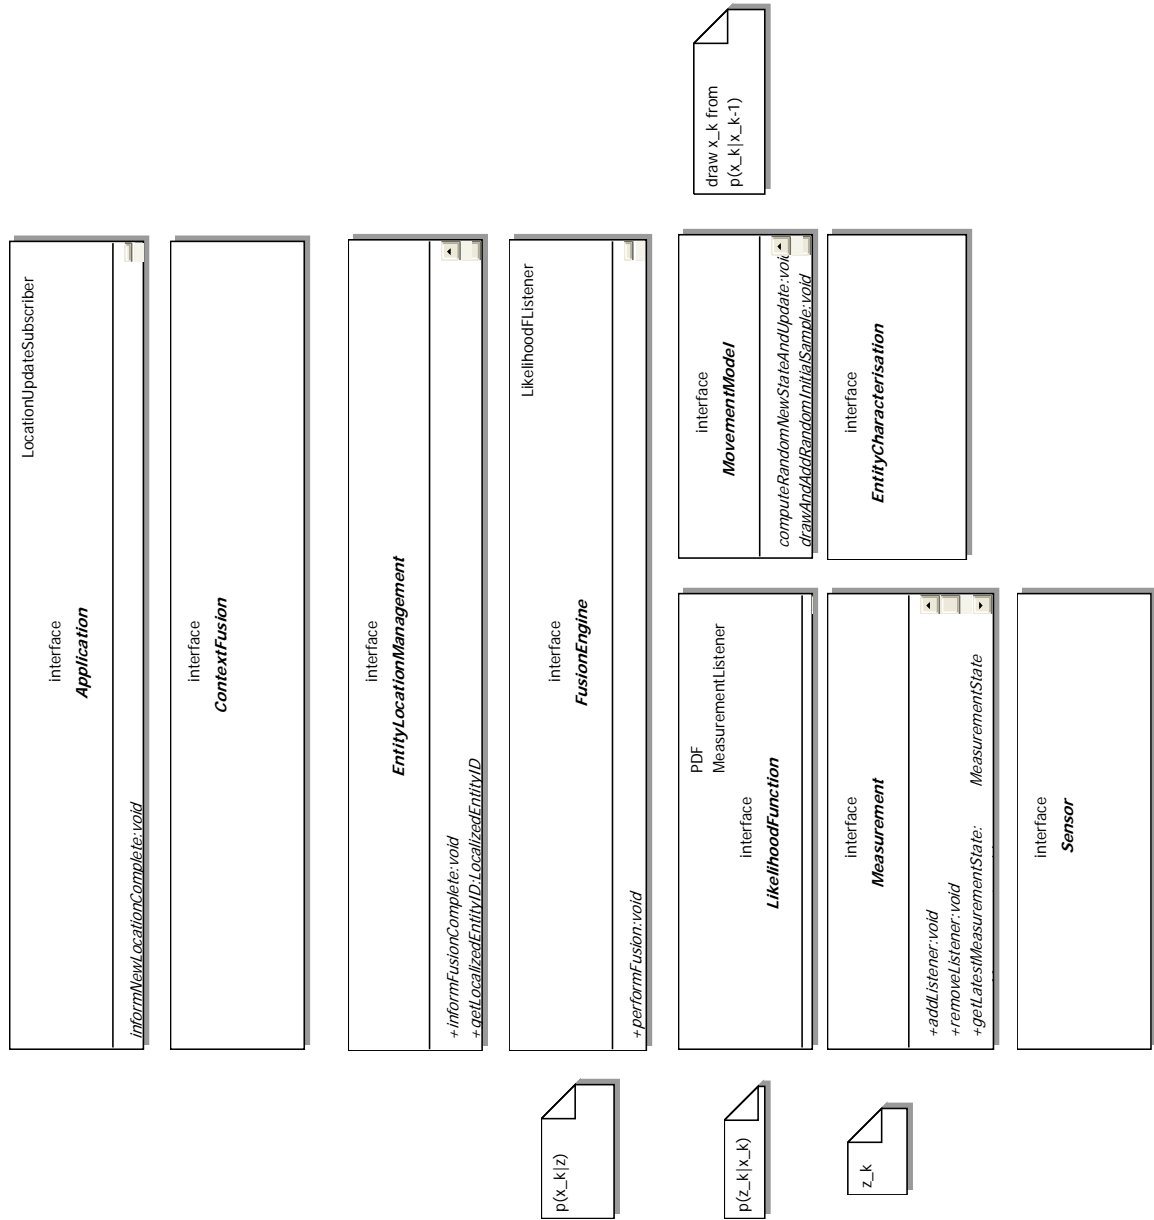 LocationUpdateSubscriber
interface
Application
informNewLocationComplete:void
interface
ContextFusion
interface
EntityLocationManagement
+informFusionComplete:void
+getLocalizedEntityID:LocalizedEntityID
p(x_k|z)
LikelihoodFListener
interface
FusionEngine
+performFusion:void
p(z_k|x_k)
PDF
MeasurementListener
interface
LikelihoodFunction
interface
MovementModel
computeRandomNewStateAndUpdate:void
drawAndAddRandomInitialSample:void
draw x_k from
p(x_k|x_k-1)
z_k
interface
Measurement
+addListener:void
+removeListener:void
+getLatestMeasurementState: MeasurementState
interface
EntityCharacterisation
interface
Sensor